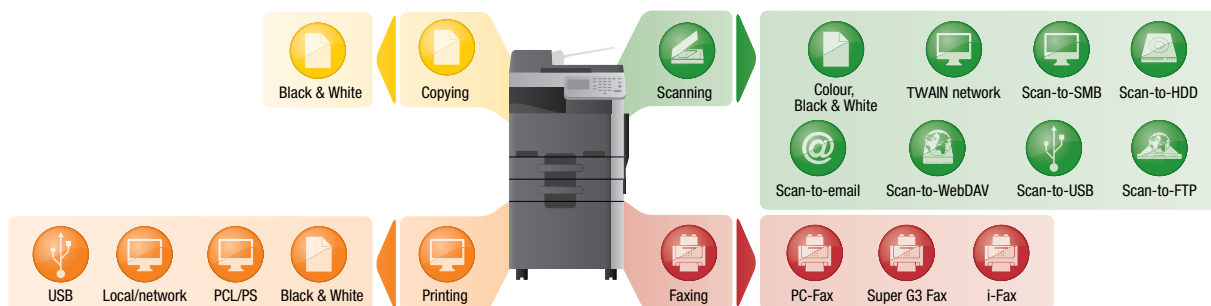 Black & White
Copying
Scanning
Colour,
Black & White
TWAIN network
Scan-to-SMB
Scan-to-HDD
Scan-to-email
Scan-to-WebDAV
Scan-to-USB
Scan-to-FTP
USB
Local/network
PCL/PS
Black & White
Printing
Faxing
PC-Fax
Super G3 Fax
i-Fax